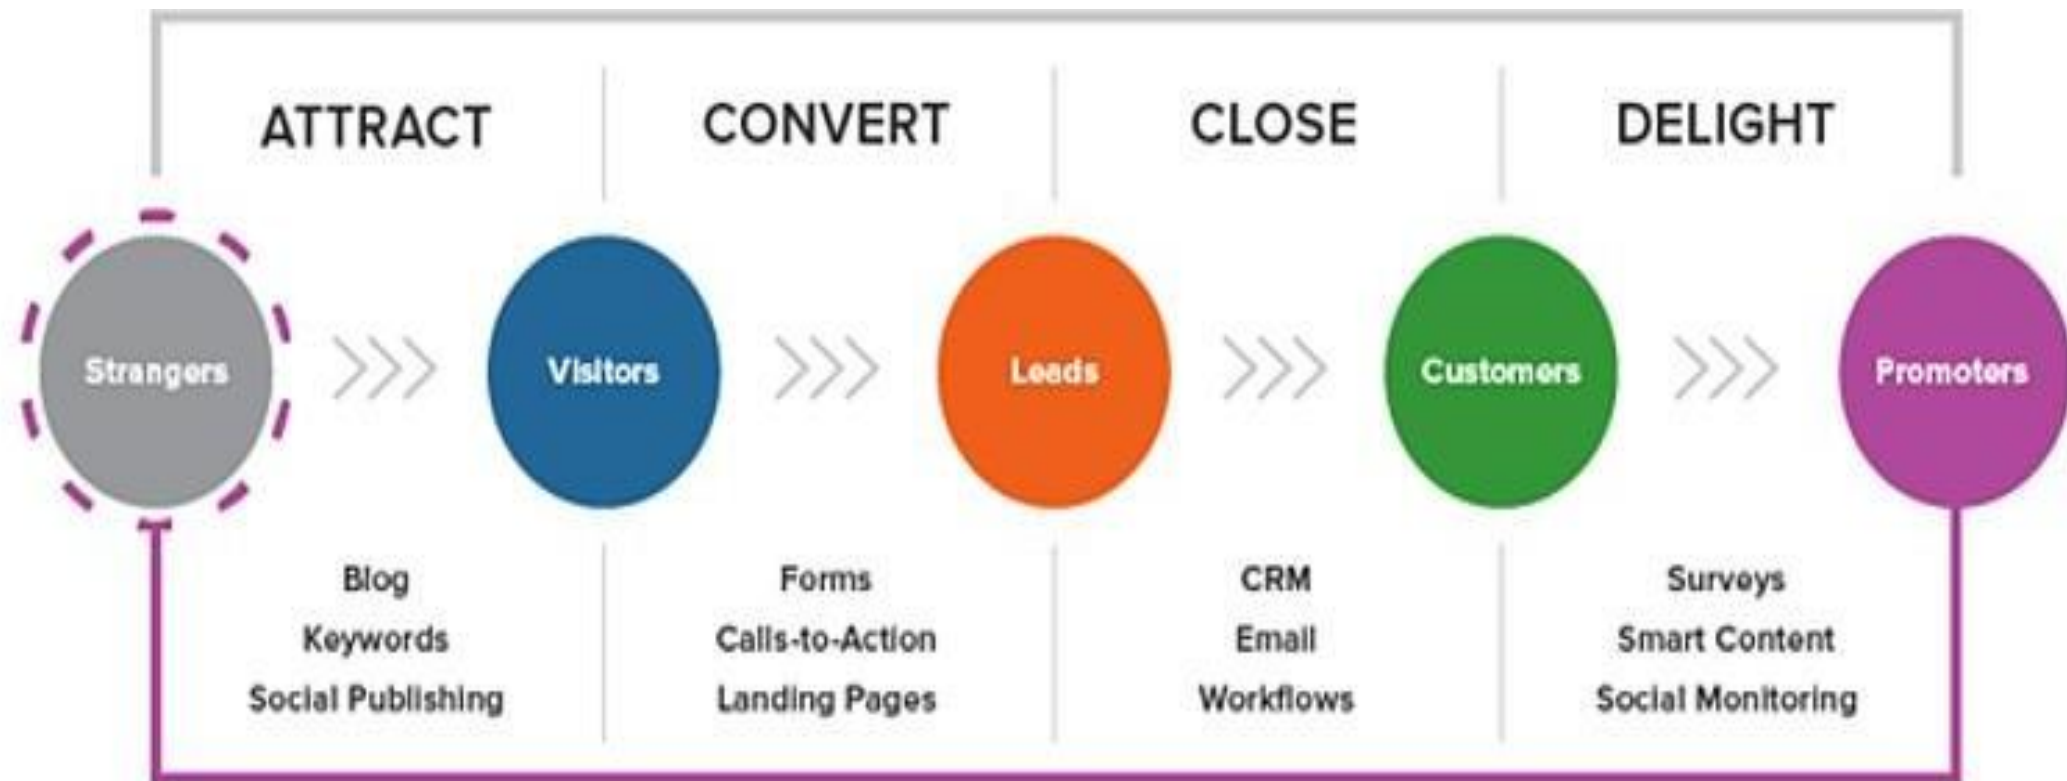 ATTRACT
CONVERT
CLOSE
DELIGHT
Strangers
Visitors
Leads
Customers
Promoters
Blog
Keywords
Social Publishing
Forms
Calls-to-Action
Landing Pages
CRM
Email
Workflows
Surveys
Smart Content
Social Monitoring